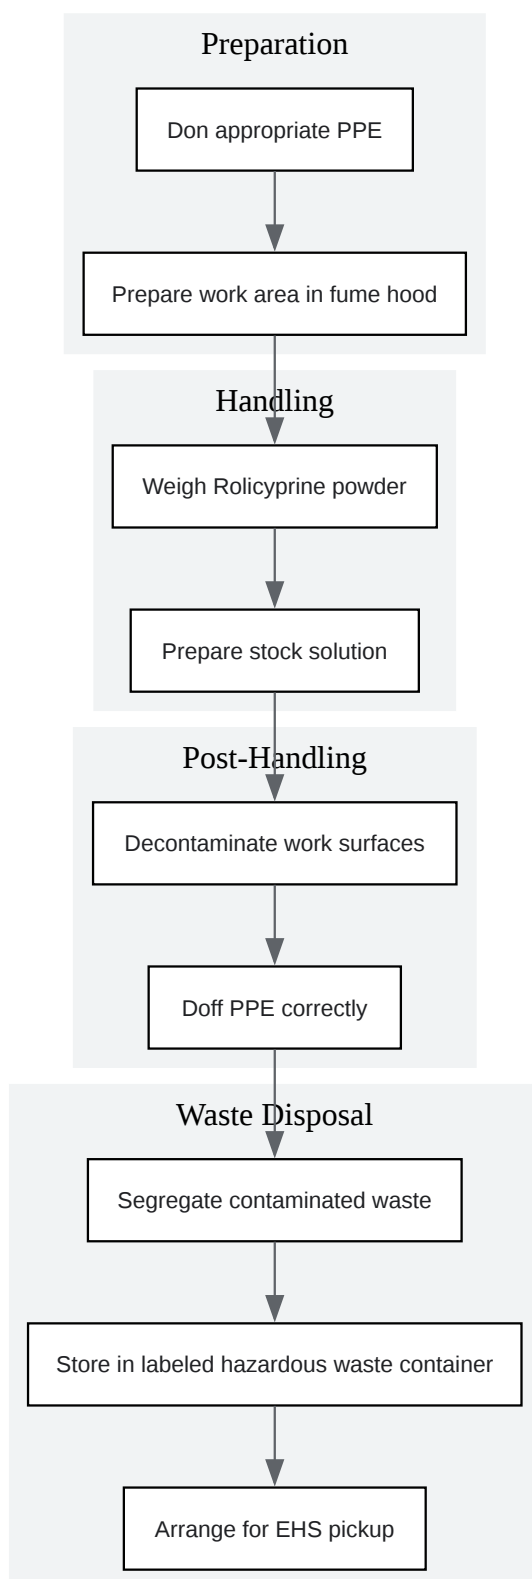 Preparation
Don appropriate PPE
Prepare work area in fume hood
Handling
Weigh Rolicyprine powder
Prepare stock solution
Post-Handling
Decontaminate work surfaces
Doff PPE correctly
Waste Disposal
Segregate contaminated waste
Store in labeled hazardous waste container
Arrange for EHS pickup